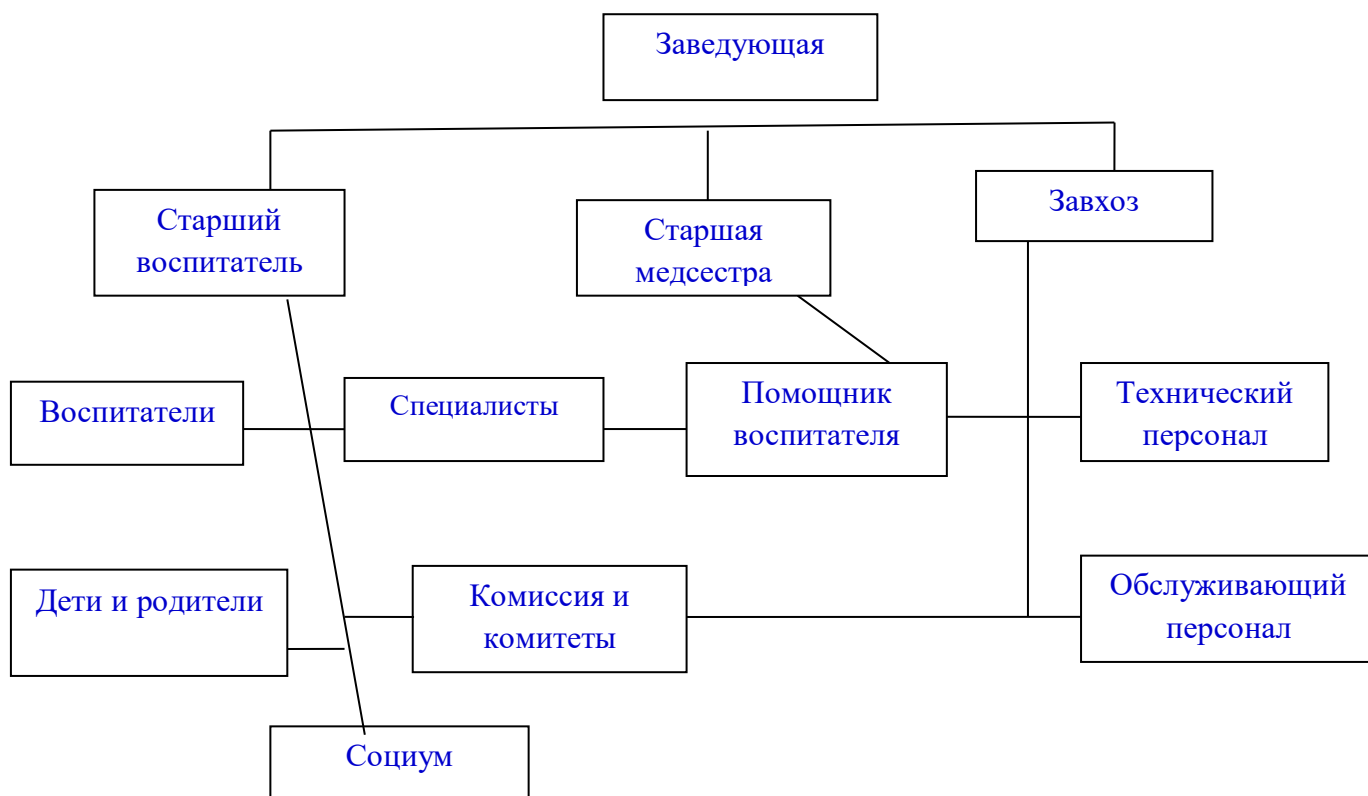 Заведующая
Старший
воспитатель
Старшая
медсестра
Завхоз
Воспитатели
Специалисты
Помощник
воспитателя
Технический
персонал
Дети и родители
Комиссия и
комитеты
Обслуживающий
персонал
Социум